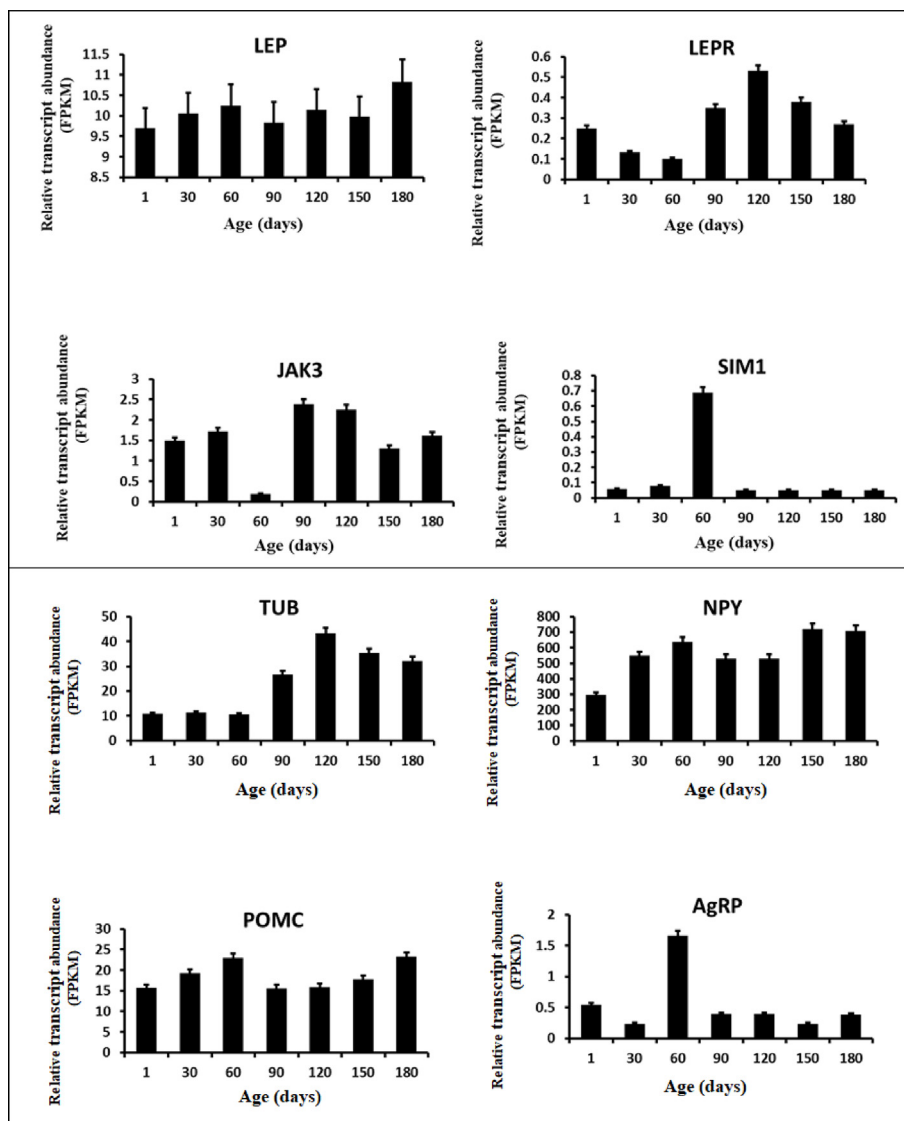 LEP
Relative transcript abundance
(FPKM)
11.5
11
10.5
10
9.5
9
8.5
1 30 60 90 120 150 180
Age (days)
LEPR
Relative transcript abundance
(FPKM)
0.6
0.5
0.4
0.3
0.2
0.1
0
1 30 60 90 120 150 180
Age (days)
JAK3
Relative transcript abundance
(FPKM)
3
2.5
2
1.5
1
0.5
0
1 30 60 90 120 150 180
Age (days)
SIM1
Relative transcript abundance
(FPKM)
0.8
0.7
0.6
0.5
0.4
0.3
0.2
0.1
0
1 30 60 90 120 150 180
Age (days)
TUB
Relative transcript abundance
(FPKM)
50
40
30
20
10
0
1 30 60 90 120 150 180
Age (days)
NPY
Relative transcript abundance
(FPKM)
800
700
600
500
400
300
200
100
0
1 30 60 90 120 150 180
Age (days)
POMC
Relative transcript abundance
(FPKM)
30
25
20
15
10
5
0
1 30 60 90 120 150 180
Age (days)
AgRP
Relative transcript abundance
(FPKM)
2
1.5
1
0.5
0
1 30 60 90 120 150 180
Age (days)